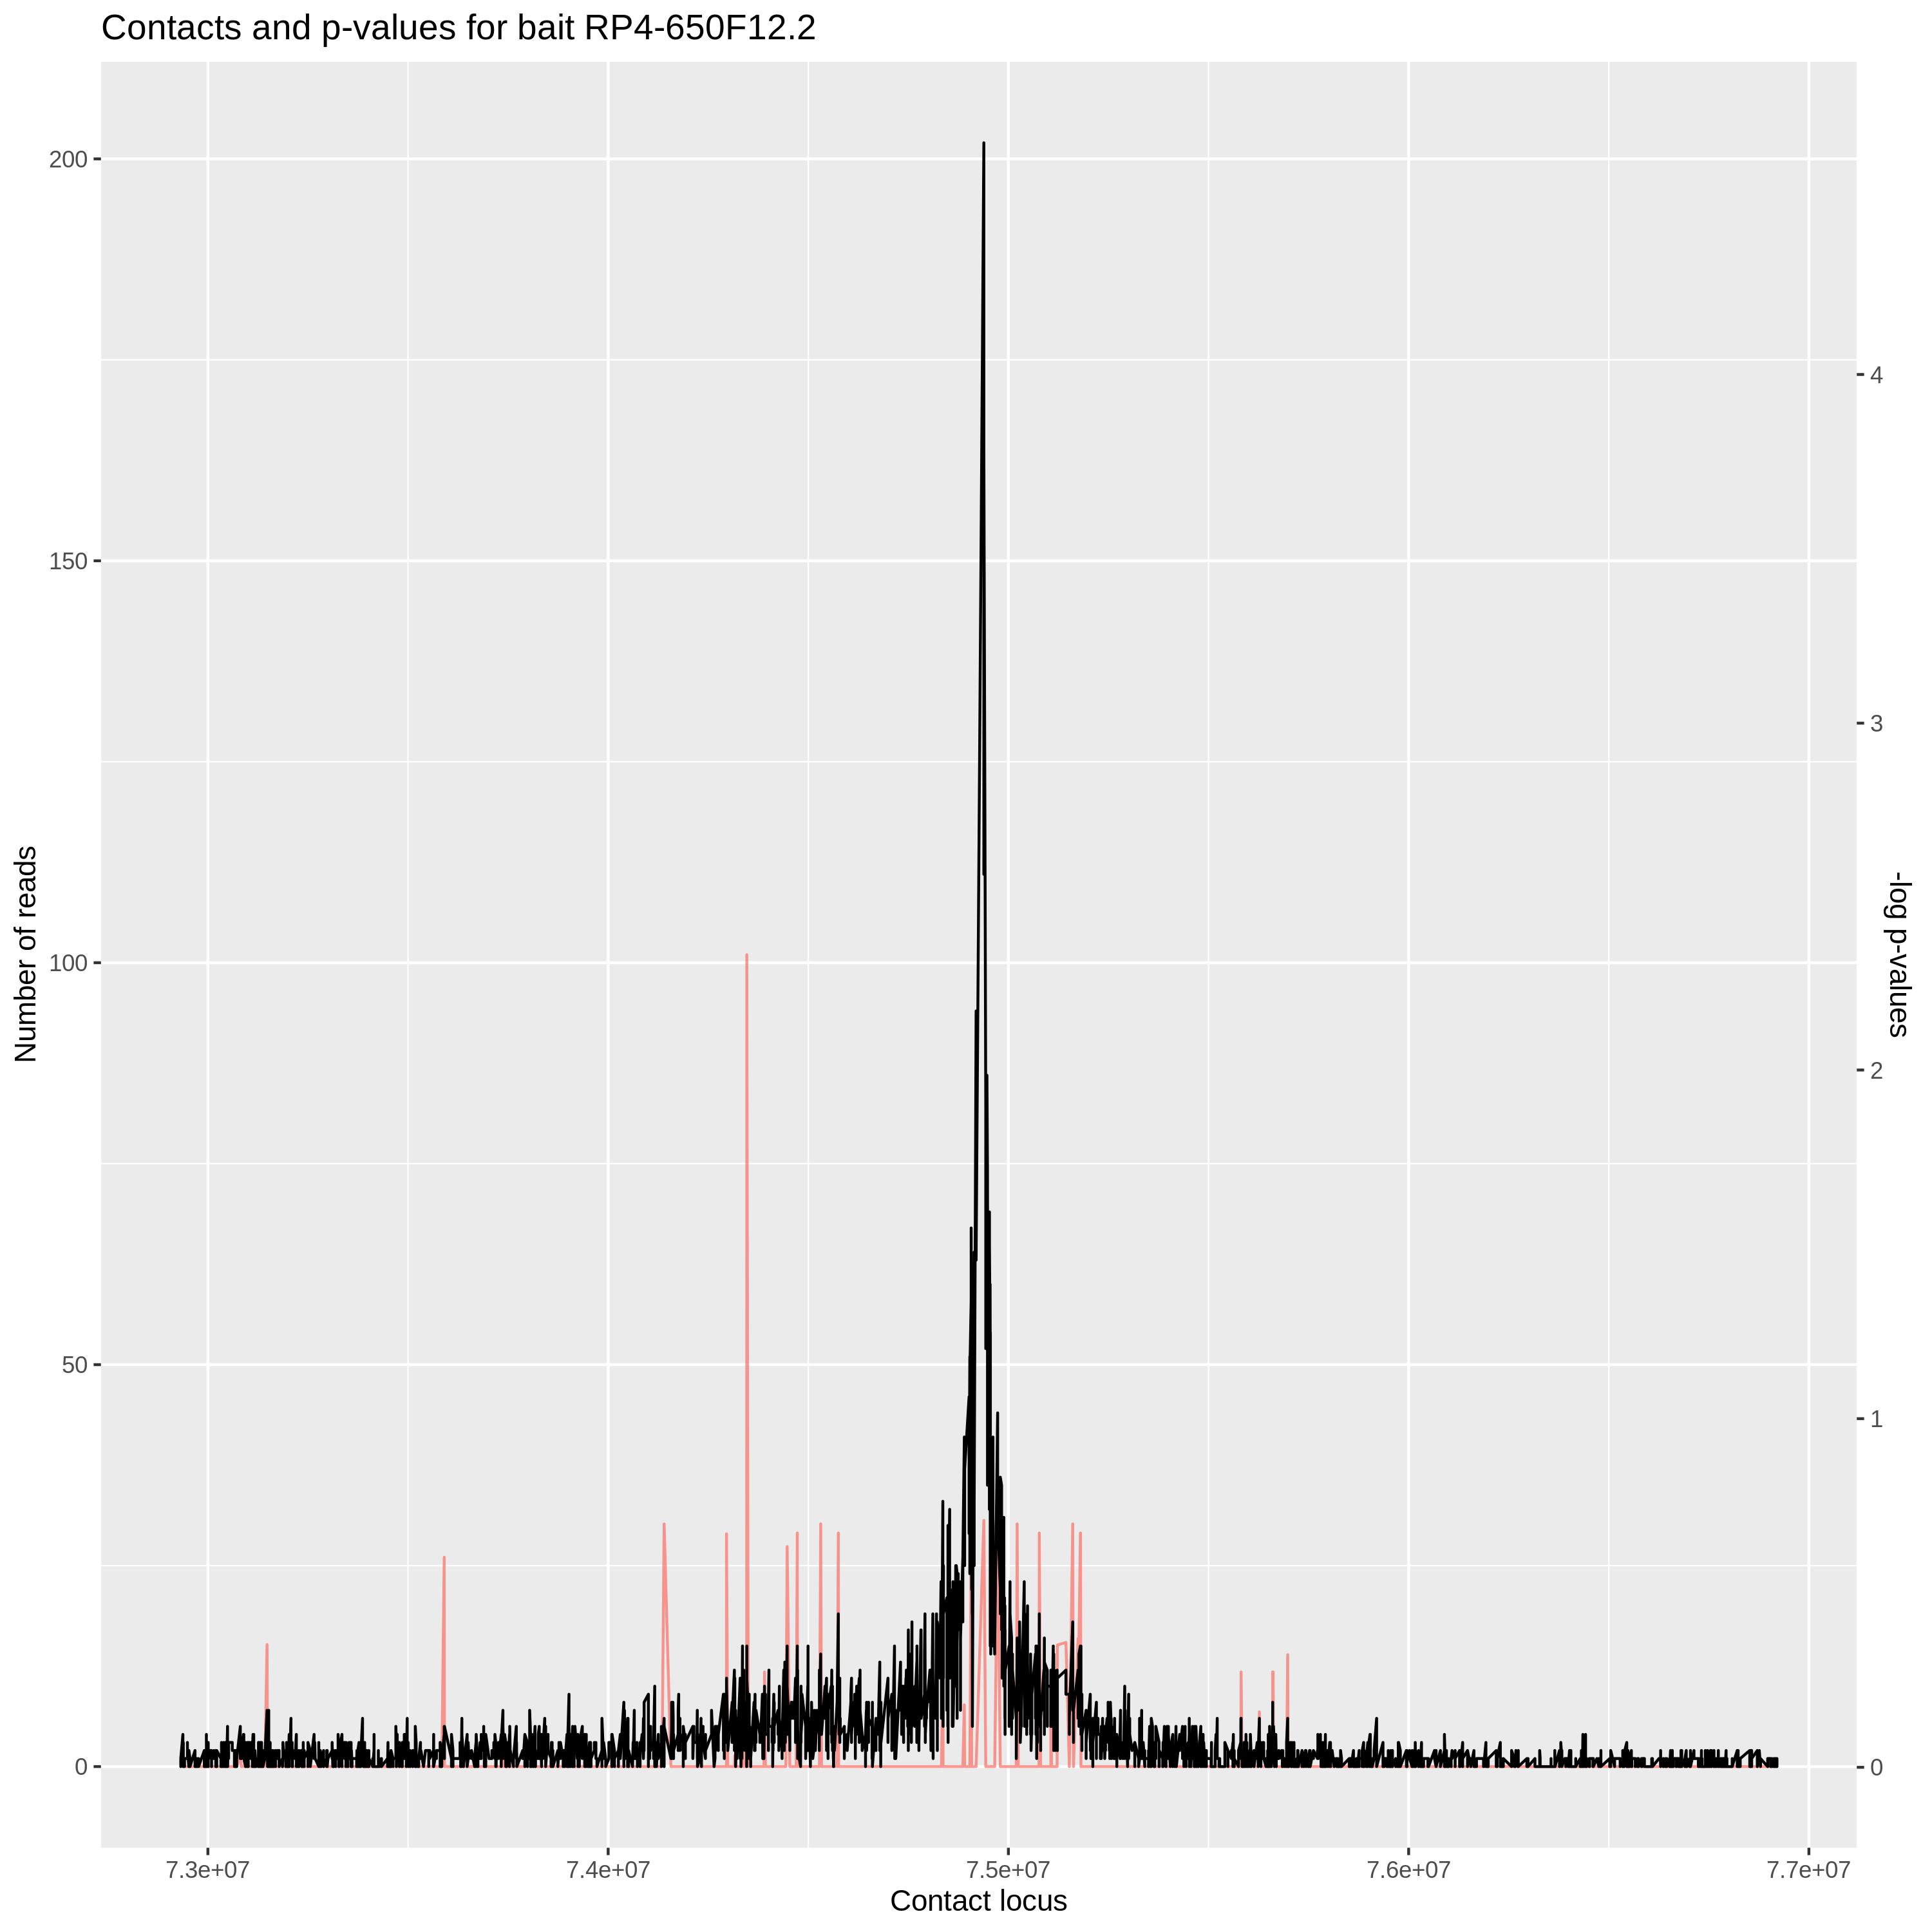 Contacts and p-values for bait RP4-650F12.2
200
150
100
50
0
Number of reads
4
3
2
1
0
-log p-values
7.3e+07
7.4e+07
7.5e+07
7.6e+07
7.7e+07
Contact locus